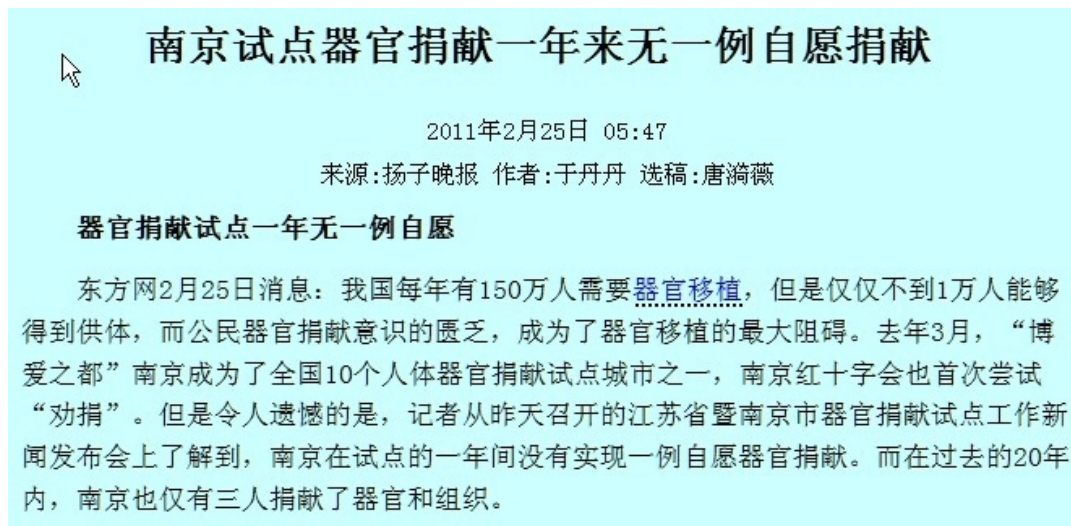 南京试点器官捐献一年来无一例自愿捐献
2011年2月25日 05:47
来源:扬子晚报 作者:于丹丹 选稿:唐漪薇
器官捐献试点一年无一例自愿
东方网2月25日消息：我国每年有150万人需要器官移植，但是仅仅不到1万人能够
得到供体，而公民器官捐献意识的匮乏，成为了器官移植的最大阻碍。去年3月，“博
爱之都”南京成为了全国10个人体器官捐献试点城市之一，南京红十字会也首次尝试
“劝捐”。但是令人遗憾的是，记者从昨天召开的江苏省暨南京市器官捐献试点工作新
闻发布会上了解到，南京在试点的一年间没有实现一例自愿器官捐献。而在过去的20年
内，南京也仅有三人捐献了器官和组织。